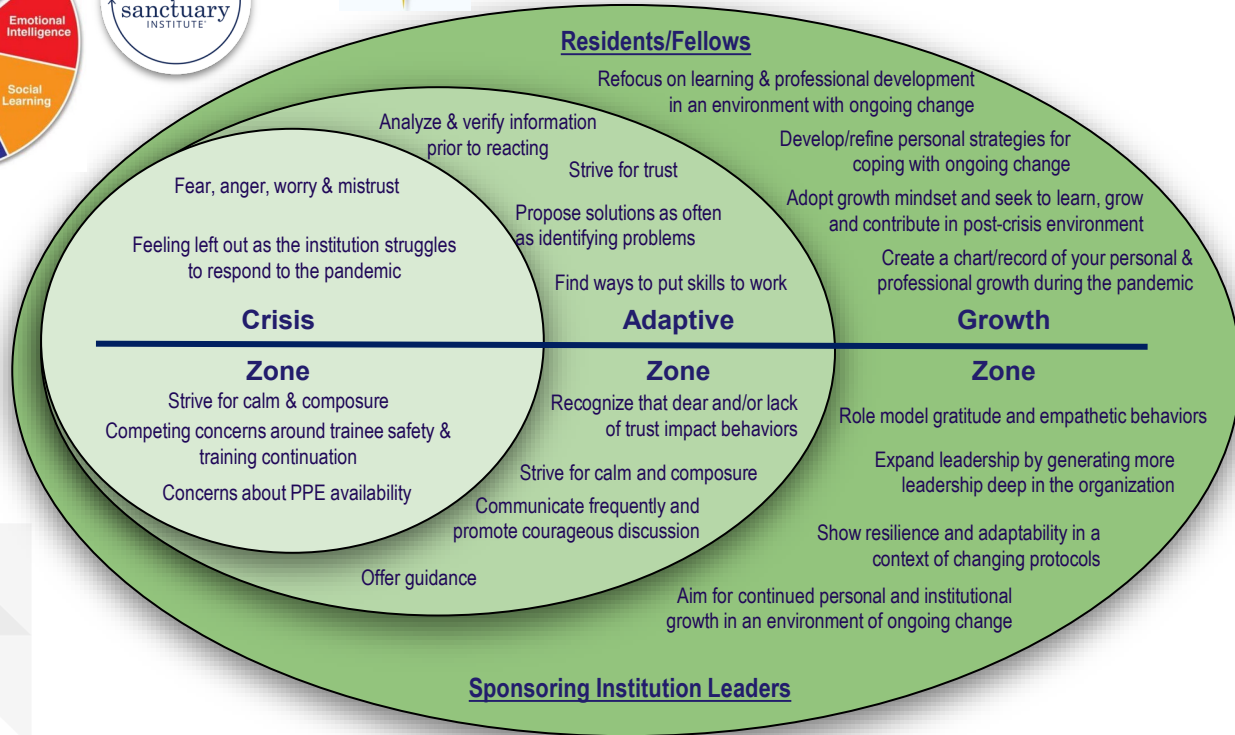 Emotional
Intelligence
Social
Learning
sanctuary
INSTITUTE
Residents/Fellows
Refocus on learning & professional development
in an environment with ongoing change
Develop/refine personal strategies for
coping with ongoing change
Adopt growth mindset and seek to learn, grow
and contribute in post-crisis environment
Create a chart/record of your personal &
professional growth during the pandemic
Analyze & verify information
prior to reacting
Strive for trust
Propose solutions as often
as identifying problems
Find ways to put skills to work
Fear, anger, worry & mistrust
Feeling left out as the institution struggles
to respond to the pandemic
Crisis
Zone
Adaptive
Zone
Growth
Zone
Strive for calm & composure
Competing concerns around trainee safety &
training continuation
Concerns about PPE availability
Recognize that dear and/or lack
of trust impact behaviors
Strive for calm and composure
Communicate frequently and
promote courageous discussion
Offer guidance
Role model gratitude and empathetic behaviors
Expand leadership by generating more
leadership deep in the organization
Show resilience and adaptability in a
context of changing protocols
Aim for continued personal and institutional
growth in an environment of ongoing change
Sponsoring Institution Leaders